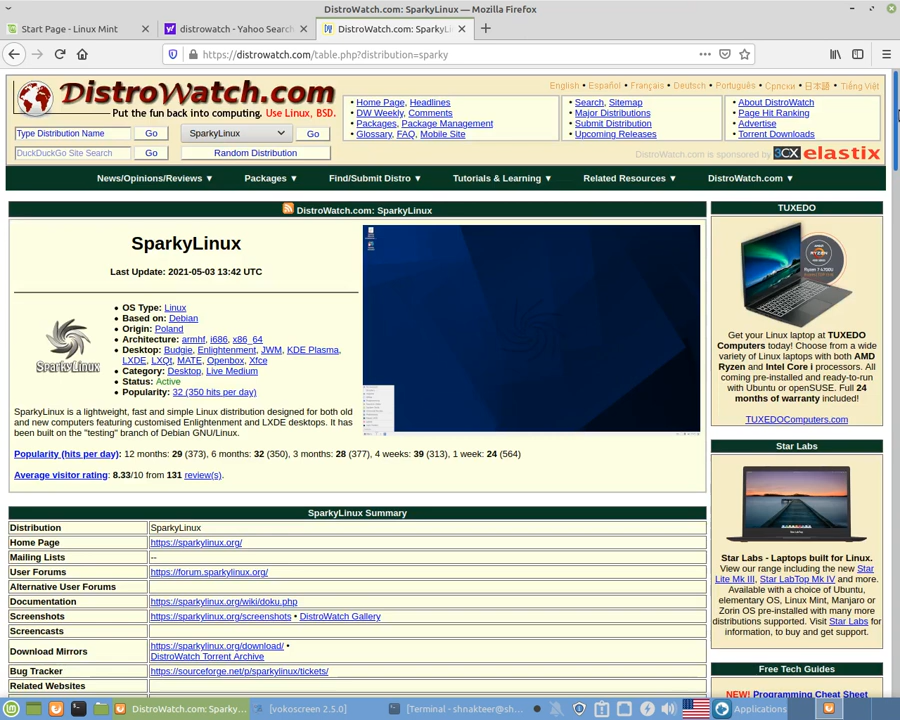 DistroWatch.com: SparkyLinux — Mozilla Firefox
Start Page - Linux Mint
distrowatch - Yahoo Search
DistroWatch.com: SparkyL
https://distrowatch.com/table.php?distribution=sparky
DistroWatch.com
Put the fun back into computing. Use Linux, BSD.
English • Español • Français • Deutsch • Português • Српски • 日本語 • Tiếng Việt
• Home Page, Headlines
• DW Weekly, Comments
• Packages, Package Management
• Glossary, FAQ, Mobile Site
• Search, Sitemap
• Major Distributions
• Submit Distribution
• Upcoming Releases
• About DistroWatch
• Page Hit Ranking
• Advertise
• Torrent Downloads
Type Distribution Name Go SparkyLinux Go
DuckDuckGo Site Search Go Random Distribution
DistroWatch.com is sponsored by 3CX elastix
News/Opinions/Reviews ▼ Packages ▼ Find/Submit Distro ▼ Tutorials & Learning ▼ Related Resources ▼ DistroWatch.com ▼
DistroWatch.com: SparkyLinux
SparkyLinux
Last Update: 2021-05-03 13:42 UTC
SparkyLinux
• OS Type: Linux
• Based on: Debian
• Origin: Poland
• Architecture: armhf, i686, x86_64
• Desktop: Budgie, Enlightenment, JWM, KDE Plasma,
LXDE, LXQt, MATE, Openbox, Xfce
• Category: Desktop, Live Medium
• Status: Active
• Popularity: 32 (350 hits per day)
SparkyLinux is a lightweight, fast and simple Linux distribution designed for both old
and new computers featuring customised Enlightenment and LXDE desktops. It has
been built on the "testing" branch of Debian GNU/Linux.
Popularity (hits per day): 12 months: 29 (373), 6 months: 32 (350), 3 months: 28 (377), 4 weeks: 39 (313), 1 week: 24 (564)
Average visitor rating: 8.33/10 from 131 review(s).
SparkyLinux Summary
Distribution SparkyLinux
Home Page https://sparkylinux.org/
Mailing Lists --
User Forums https://forum.sparkylinux.org/
Alternative User Forums
Documentation https://sparkylinux.org/wiki/doku.php
Screenshots https://sparkylinux.org/screenshots • DistroWatch Gallery
Screencasts
Download Mirrors https://sparkylinux.org/download/ •
DistroWatch Torrent Archive
Bug Tracker https://sourceforge.net/p/sparkylinux/tickets/
Related Websites
TUXEDO
Get your Linux laptop at TUXEDO
Computers today! Choose from a wide
variety of Linux laptops with both AMD
Ryzen and Intel Core i processors. All
coming pre-installed and ready-to-run
with Ubuntu or openSUSE. Full 24
months of warranty included!
TUXEDOComputers.com
Star Labs
Star Labs - Laptops built for Linux.
View our range including the new Star
Lite Mk III, Star LabTop Mk IV and more.
Available with a choice of Ubuntu,
elementary OS, Linux Mint, Manjaro or
Zorin OS pre-installed with many more
distributions supported. Visit Star Labs for
information, to buy and get support.
Free Tech Guides
NEW! Programming Cheat Sheet
DistroWatch.com: Sparky...
[vokoscreen 2.5.0]
[Terminal - shnakteer@sh...
Applications